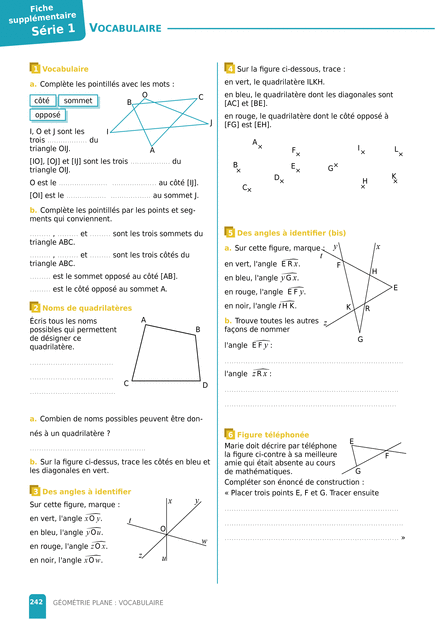 Fiche
supplémentaire
Série 1
VOCABULAIRE
1 Vocabulaire
a. Complète les pointillés avec les mots :
côté sommet
opposé
O
B
C
I
J
A
I, O et J sont les
trois .................. du
triangle OIJ.
[IO], [OJ] et [IJ] sont les trois .................. du
triangle OIJ.
O est le .................. .................. au côté [IJ].
[OI] est le .................. .................. au sommet J.
b. Complète les pointillés par les points et seg-
ments qui conviennent.
........ , ........ et ........ sont les trois sommets du
triangle ABC.
........ , ........ et ........ sont les trois côtés du
triangle ABC.
........ est le sommet opposé au côté [AB].
........ est le côté opposé au sommet A.
2 Noms de quadrilatères
Écris tous les noms
possibles qui permettent
de désigner ce
quadrilatère.
A
B
C
D
a. Combien de noms possibles peuvent être don-
nés à un quadrilatère ?
b. Sur la figure ci-dessus, trace les côtés en bleu et
les diagonales en vert.
3 Des angles à identifier
Sur cette figure, marque :
en vert, l'angle xOy.
en bleu, l'angle yOu.
en rouge, l'angle zOx.
en noir, l'angle xOw.
x
y
t
O
w
z
u
4 Sur la figure ci-dessous, trace :
en vert, le quadrilatère ILKH.
en bleu, le quadrilatère dont les diagonales sont
[AC] et [BE].
en rouge, le quadrilatère dont le côté opposé à
[FG] est [EH].
A
F
I
L
B
E
G
D
H
K
C
5 Des angles à identifier (bis)
a. Sur cette figure, marque :
en vert, l'angle ERx.
en bleu, l'angle yGx.
en rouge, l'angle EFy.
en noir, l'angle tHK.
b. Trouve toutes les autres
façons de nommer
l'angle EFy :
l'angle zRx :
y
x
t
F
H
E
K
R
z
G
6 Figure téléphonée
Marie doit décrire par téléphone
la figure ci-contre à sa meilleure
amie qui était absente au cours
de mathématiques.
E
F
G
Compléter son énoncé de construction :
« Placer trois points E, F et G. Tracer ensuite
»
242 GÉOMÉTRIE PLANE : VOCABULAIRE